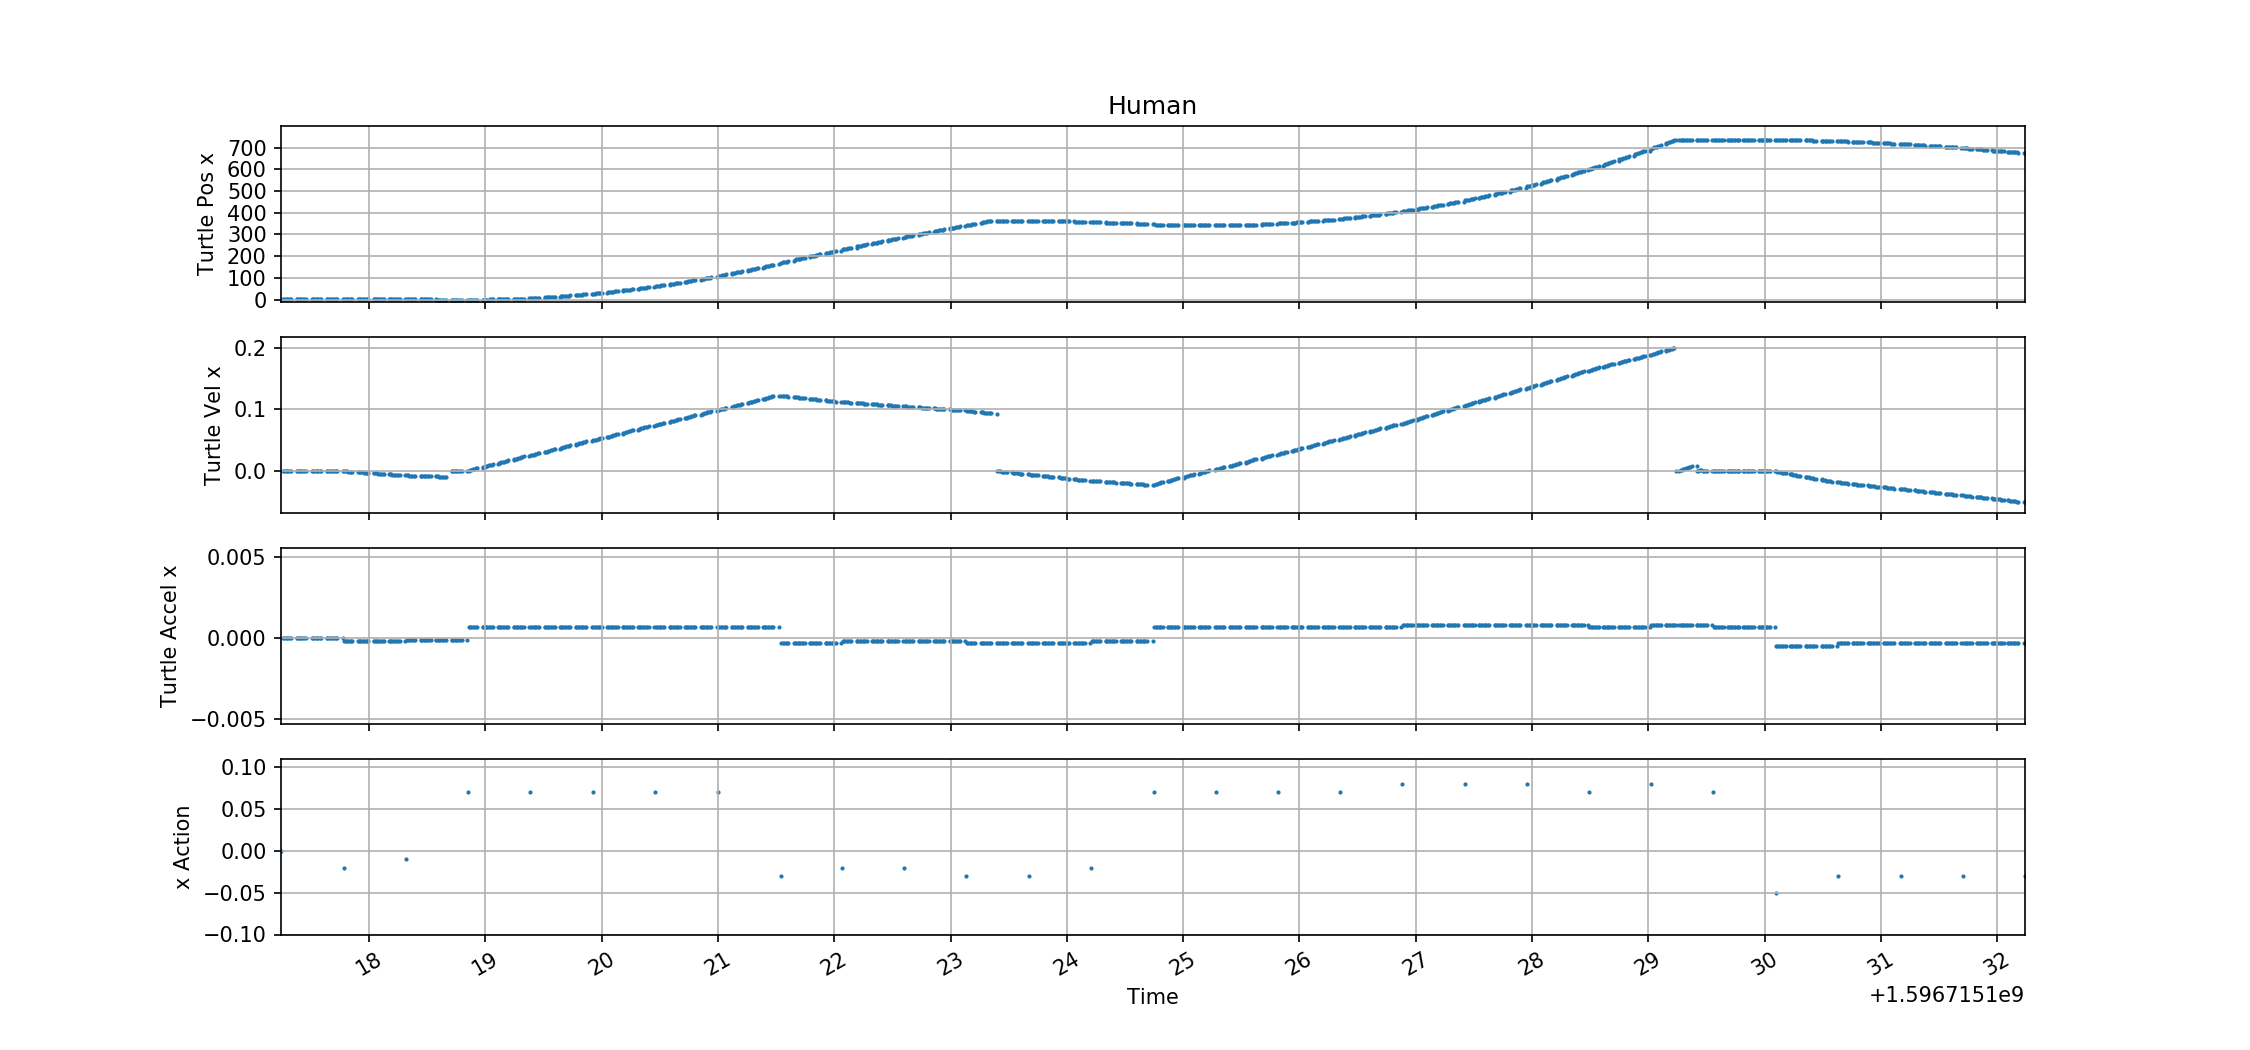 Human
Turtle Pos x
700
600
500
400
300
200
100
0
Turtle Vel x
0.2
0.1
0.0
Turtle Accel x
0.005
0.000
−0.005
x Action
0.10
0.05
0.00
−0.05
−0.10
18 19 20 21 22 23 24 25 26 27 28 29 30 31 32
Time
+1.5967151e9